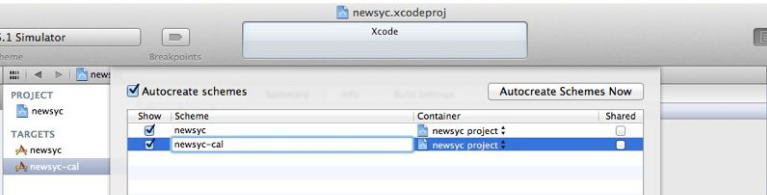 newsyc.xcodeproj
5.1 Simulator
Xcode
Scheme
Breakpoints
news
PROJECT
newsyc
TARGETS
newsyc
newsyc-cal
Autocreate schemes
Autocreate Schemes Now
Summary Info Build Settings
Show Scheme Container Shared
newsyc newsyc project
newsyc-cal newsyc project